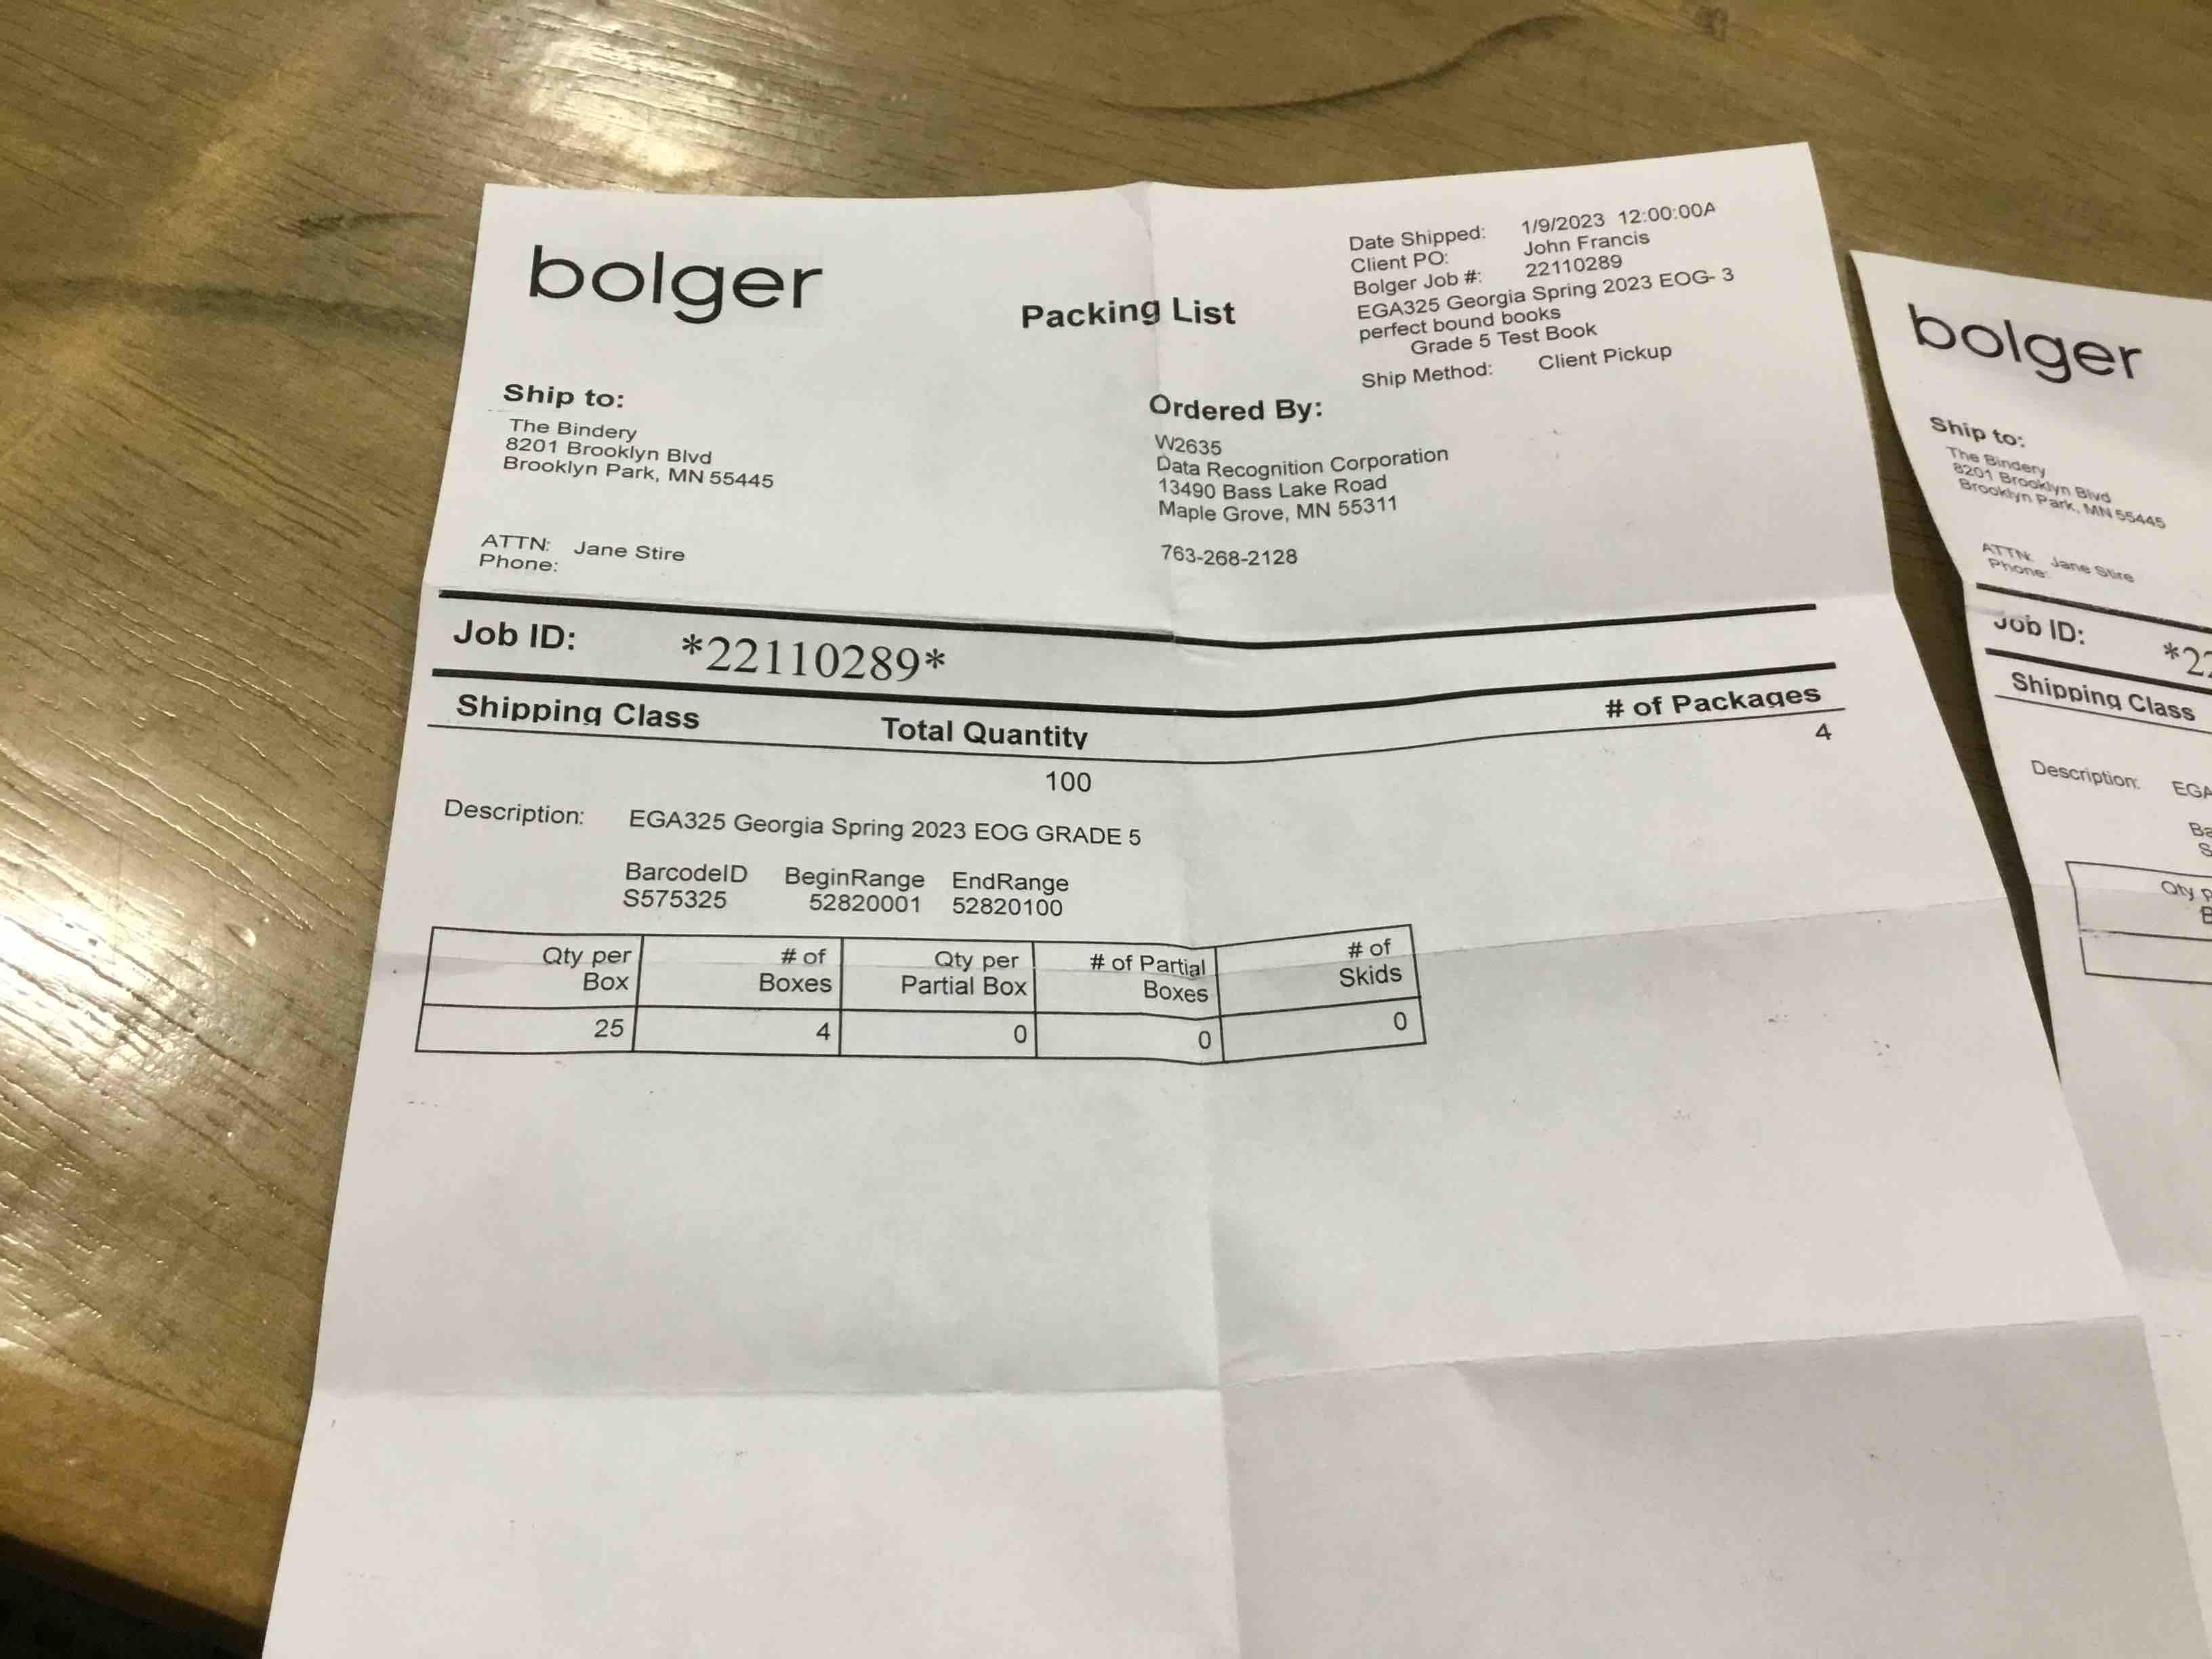 bolger
Packing List
Date Shipped: 1/9/2023 12:00:00A
Client PO: John Francis
Bolger Job #: 22110289
EGA325 Georgia Spring 2023 EOG- 3
perfect bound books
Grade 5 Test Book
Ship Method: Client Pickup
Ship to:
The Bindery
8201 Brooklyn Blvd
Brooklyn Park, MN 55445
ATTN: Jane Stire
Phone:
Ordered By:
W2635
Data Recognition Corporation
13490 Bass Lake Road
Maple Grove, MN 55311
763-268-2128
Job ID: *22110289*
Shipping Class Total Quantity # of Packages
100 4
Description: EGA325 Georgia Spring 2023 EOG GRADE 5
BarcodeID BeginRange EndRange
S575325 52820001 52820100
Qty per Box # of Boxes Qty per Partial Box # of Partial Boxes # of Skids
25 4 0 0 0
bolger
Ship to:
The Bindery
8201 Brooklyn Blvd
Brooklyn Park, MN 55445
ATTN: Jane Stire
Phone:
Job ID: *22
Shipping Class
Description: EGA
Qty p